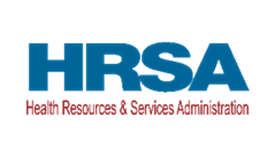 HRSA
Health Resources & Services Administration